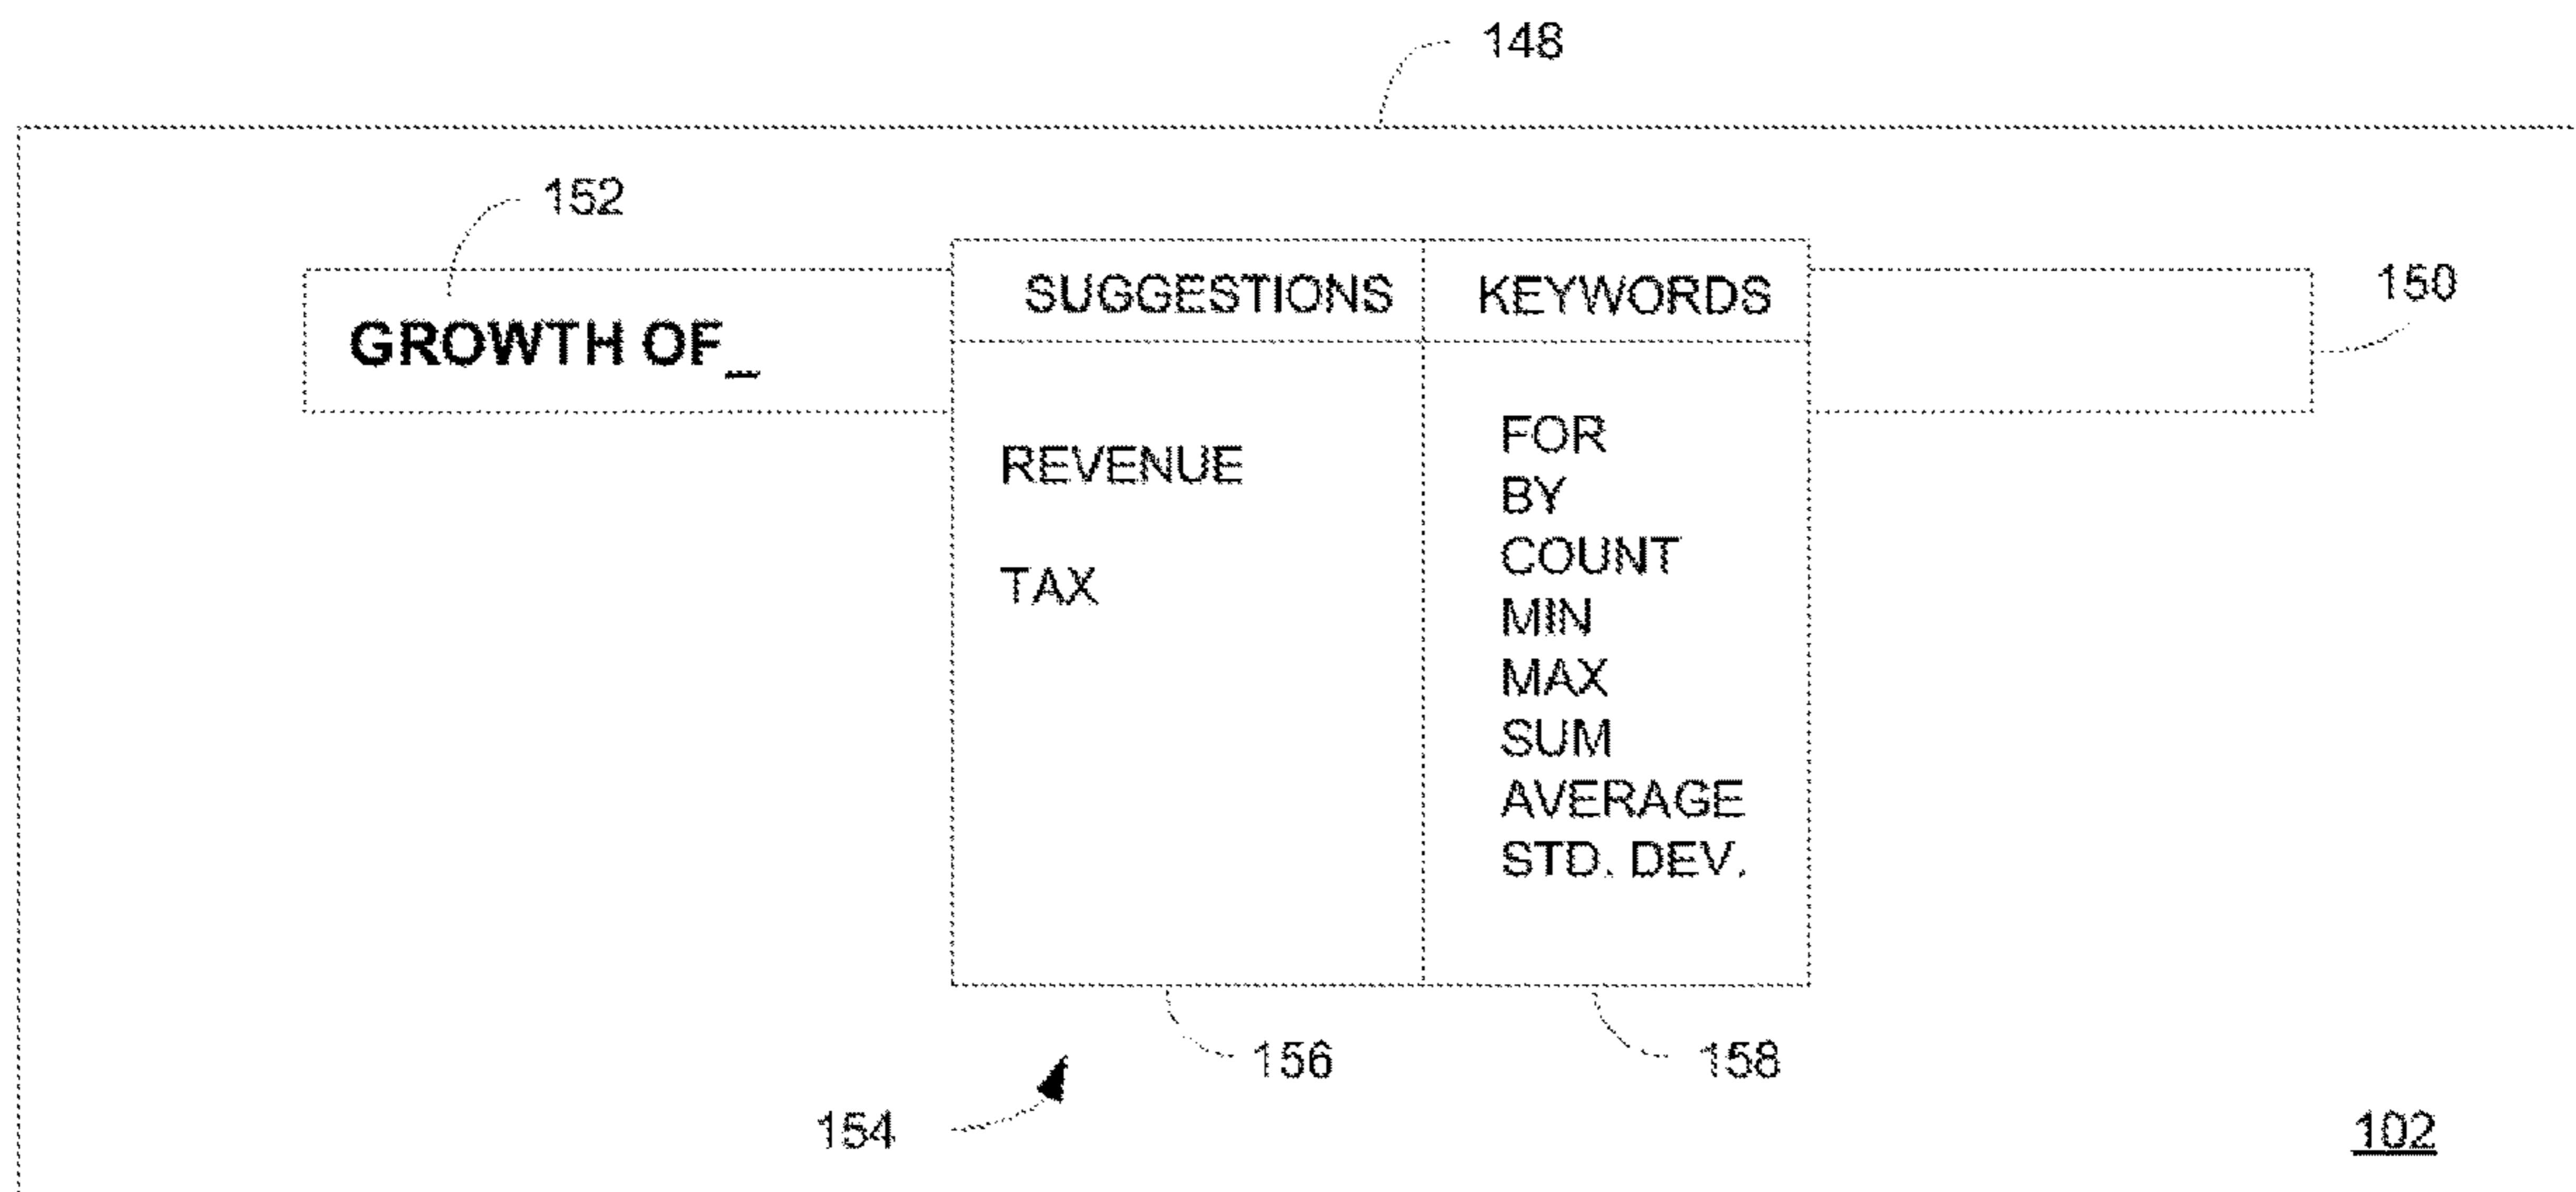 148
152
SUGGESTIONS KEYWORDS
150
GROWTH OF_
REVENUE
TAX
FOR
BY
COUNT
MIN
MAX
SUM
AVERAGE
STD. DEV.
156
158
154
102